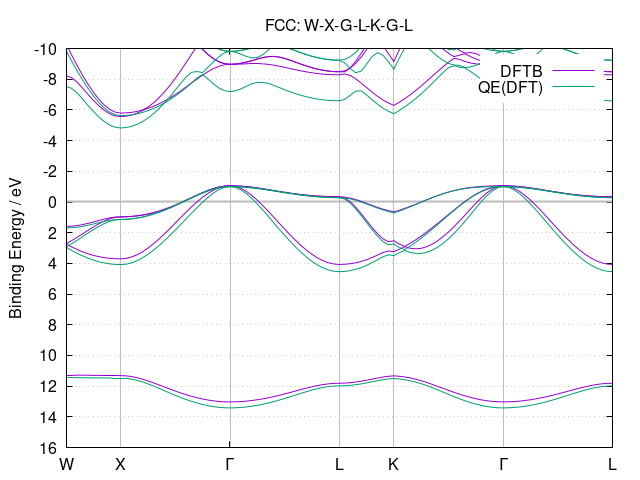 FCC: W-X-G-L-K-G-L
DFTB
QE(DFT)
Binding Energy / eV
-10
-8
-6
-4
-2
0
2
4
6
8
10
12
14
16
W X Γ L K Γ L